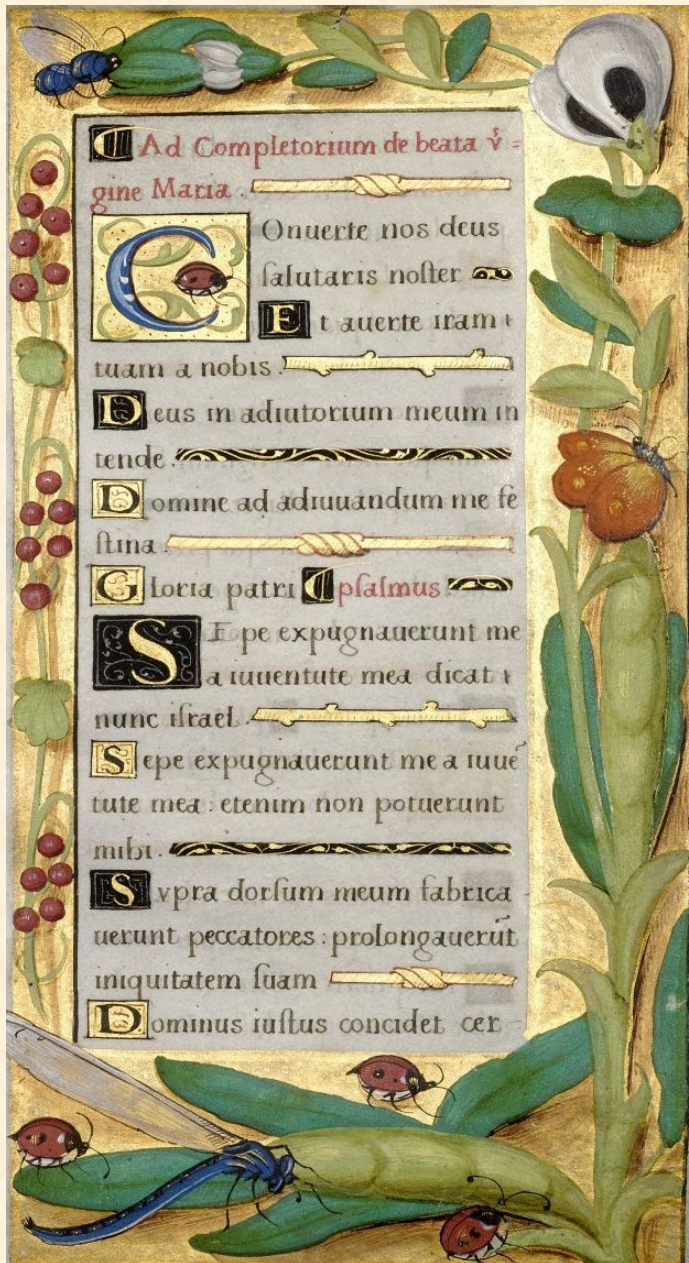 Ad Completorium de beata v̊ =
gine Maria .
COnuerte nos deus
ſalutaris noſter
Et auerte iram
tuam a nobis .
Deus in adiutorium meum in
tende .
Domine ad adiuuandum me fe
ſtina .
Gloria patri pſalmus .
SEpe expugnauerunt me
a iuuentute mea dicat
nunc iſrael .
Sepe expugnauerunt me a iuuē
tute mea : etenim non potuerunt
mihi .
Svpra dorſum meum fabrica
uerunt peccatores : prolongauerūt
iniquitatem ſuam
Dominus iuſtus concidet cer